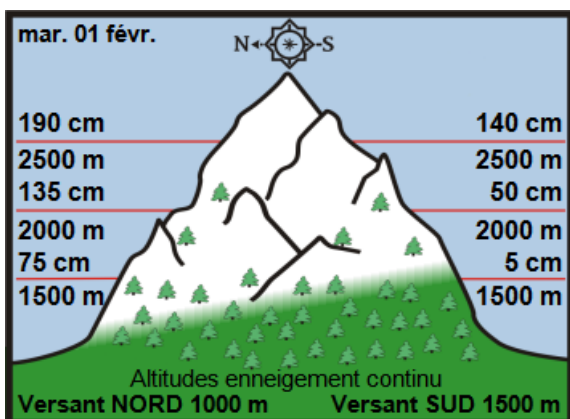 mar. 01 févr.
N S
190 cm 140 cm
2500 m 2500 m
135 cm 50 cm
2000 m 2000 m
75 cm 5 cm
1500 m 1500 m
Altitudes enneigement continu
Versant NORD 1000 m Versant SUD 1500 m